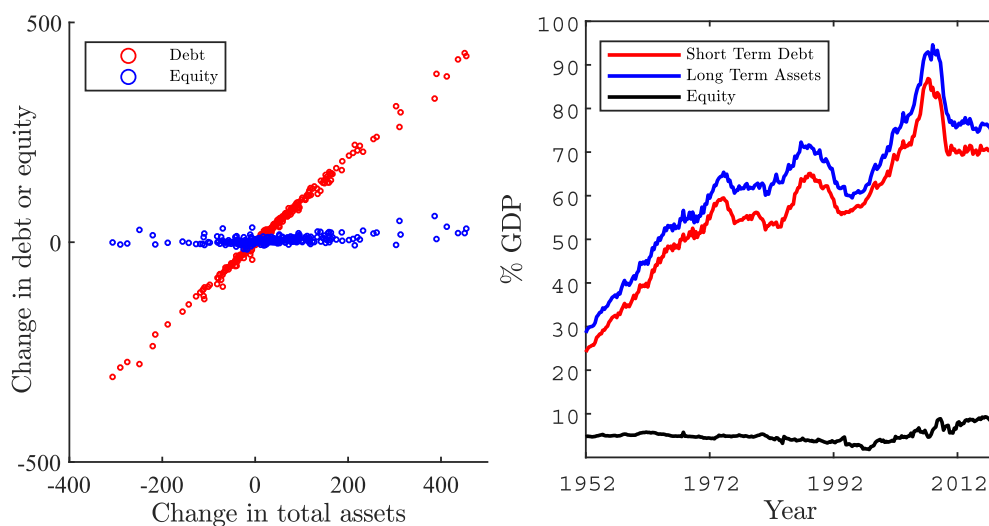 500
0
-500
-400
-200
0
200
400
Change in debt or equity
Change in total assets
Debt
Equity
100
90
80
70
60
50
40
30
20
10
1952
1972
1992
2012
% GDP
Year
Short Term Debt
Long Term Assets
Equity